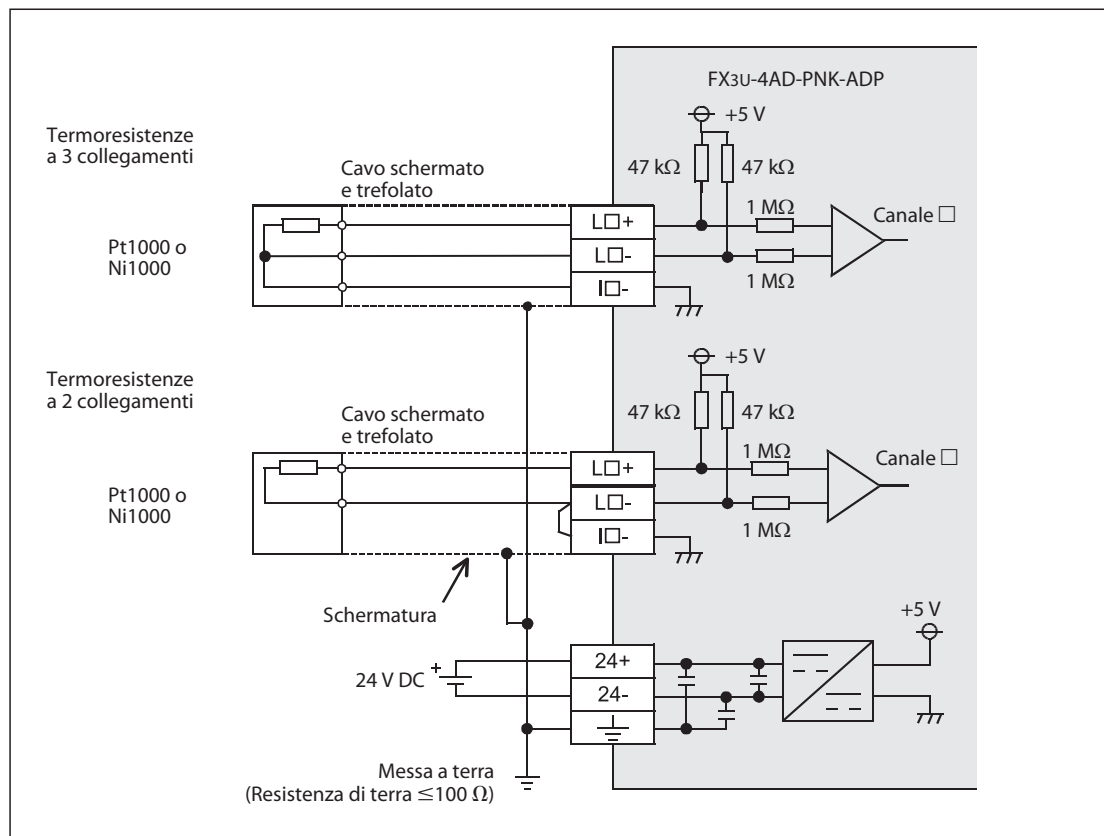 FX3U-4AD-PNK-ADP
+5 V
Termoresistenze
a 3 collegamenti
Cavo schermato
e trefolato
47 kΩ
47 kΩ
1 MΩ
Canale □
L□+
Pt1000 o
Ni1000
L□-
1 MΩ
I□-
+5 V
Termoresistenze
a 2 collegamenti
Cavo schermato
e trefolato
47 kΩ
47 kΩ
1 MΩ
Canale □
L□+
Pt1000 o
Ni1000
L□-
1 MΩ
I□-
Schermatura
+5 V
24 V DC
+
24+
24-
Messa a terra
(Resistenza di terra ≤100 Ω)